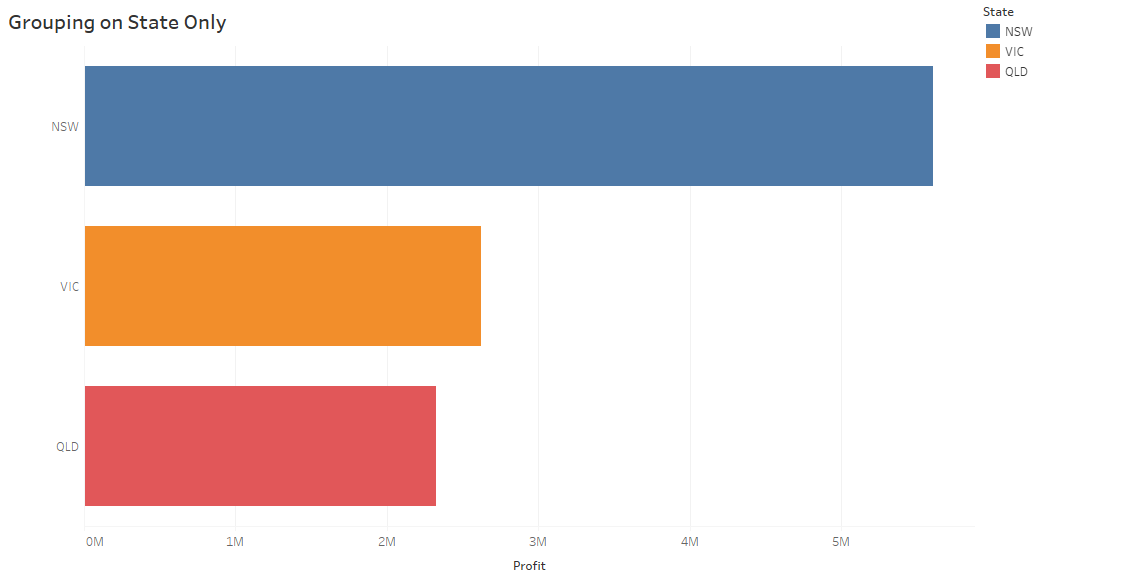 Grouping on State Only
State
NSW
VIC
QLD
NSW
VIC
QLD
0M 1M 2M 3M 4M 5M
Profit